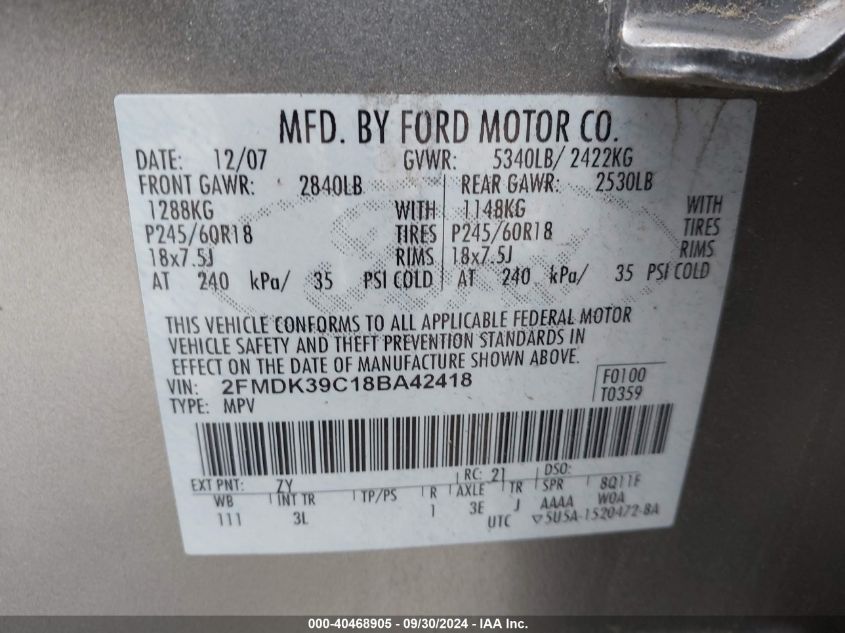 MFD. BY FORD MOTOR CO.
DATE: 12/07 GVWR: 5340LB/ 2422KG
FRONT GAWR: 2840LB REAR GAWR: 2530LB
1288KG WITH 1148KG WITH
P245/60R18 TIRES P245/60R18 TIRES
18x7.5J RIMS 18x7.5J RIMS
AT 240 kPa/ 35 PSI COLD AT 240 kPa/ 35 PSI COLD
THIS VEHICLE CONFORMS TO ALL APPLICABLE FEDERAL MOTOR
VEHICLE SAFETY AND THEFT PREVENTION STANDARDS IN
EFFECT ON THE DATE OF MANUFACTURE SHOWN ABOVE.
VIN: 2FMDK39C18BA42418 F0100
TYPE: MPV T0359
EXT PNT: ZY RC: 21 DSO:
WB INT TR TP/PS R AXLE TR SPR 8Q11F
111 3L 1 3E J AAAA W0A
UTC ▽5U5A-1520472-BA
000-40468905 - 09/30/2024 - IAA Inc.